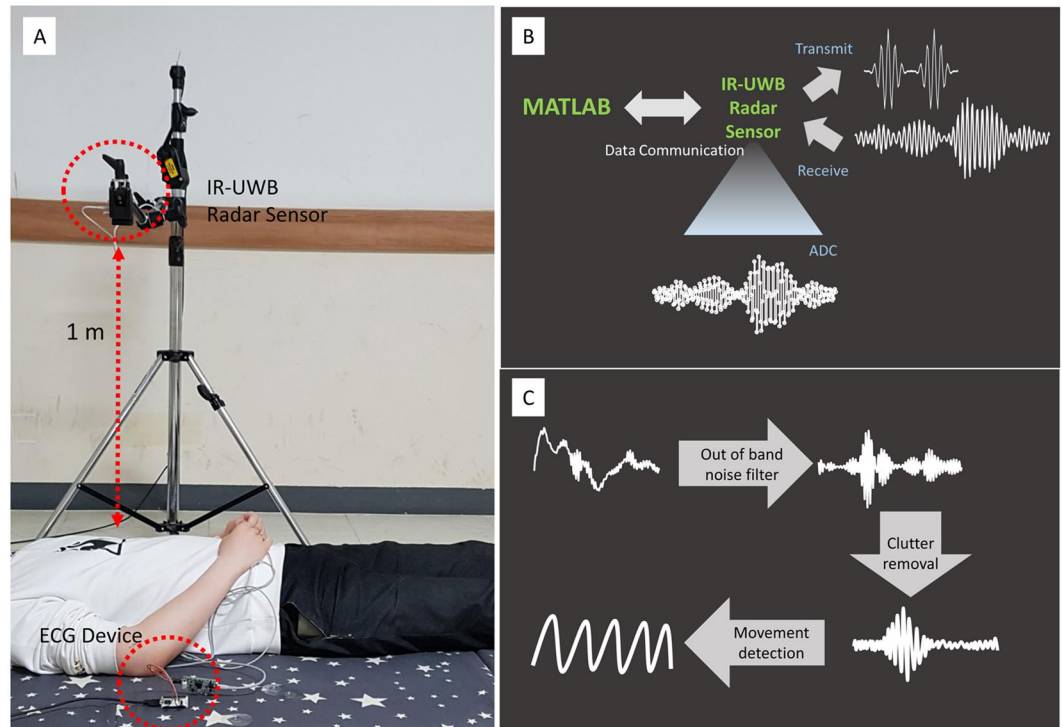 A
IR-UWB
Radar Sensor
1 m
ECG Device
B
Transmit
MATLAB
IR-UWB
Radar
Sensor
Data Communication
Receive
ADC
C
Out of band
noise filter
Clutter
removal
Movement
detection